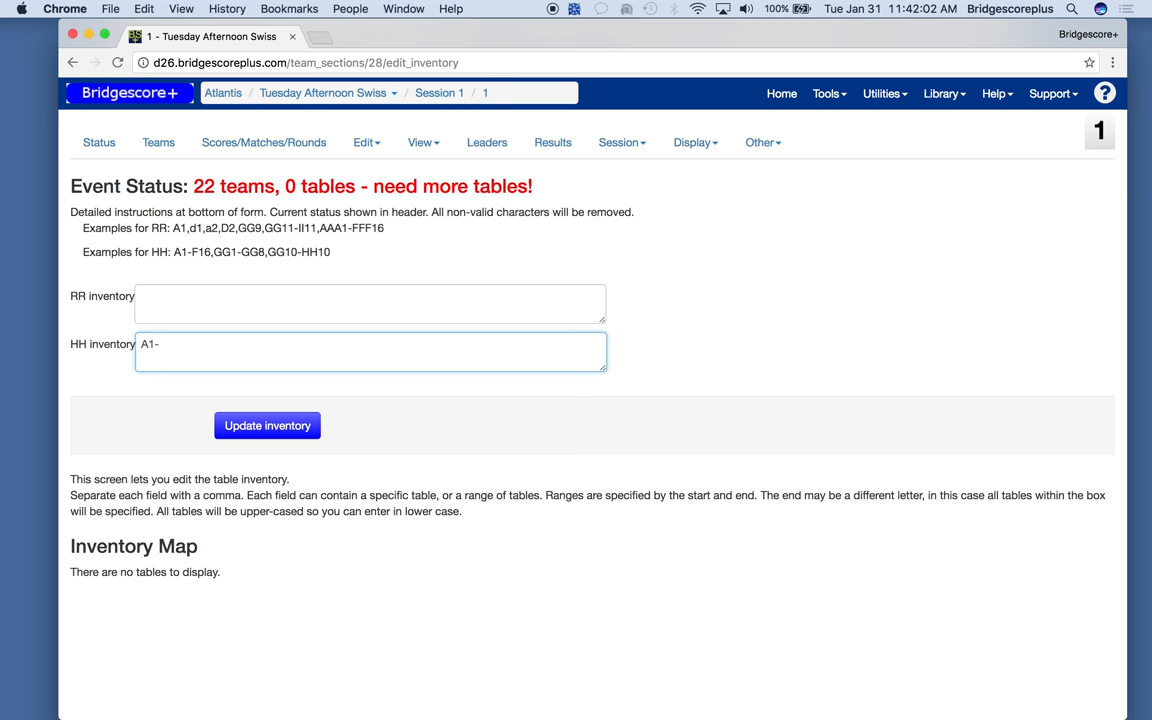 Chrome File Edit View History Bookmarks People Window Help 100% Tue Jan 31 11:42:02 AM Bridgescoreplus
1 - Tuesday Afternoon Swiss × Bridgescore+
d26.bridgescoreplus.com/team_sections/28/edit_inventory
Bridgescore+ Atlantis / Tuesday Afternoon Swiss / Session 1 / 1 Home Tools Utilities Library Help Support ?
Status Teams Scores/Matches/Rounds Edit View Leaders Results Session Display Other 1
Event Status: 22 teams, 0 tables - need more tables!
Detailed instructions at bottom of form. Current status shown in header. All non-valid characters will be removed.
Examples for RR: A1,d1,a2,D2,GG9,GG11-II11,AAA1-FFF16
Examples for HH: A1-F16,GG1-GG8,GG10-HH10
RR inventory
HH inventory A1-
Update inventory
This screen lets you edit the table inventory.
Separate each field with a comma. Each field can contain a specific table, or a range of tables. Ranges are specified by the start and end. The end may be a different letter, in this case all tables within the box
will be specified. All tables will be upper-cased so you can enter in lower case.
Inventory Map
There are no tables to display.